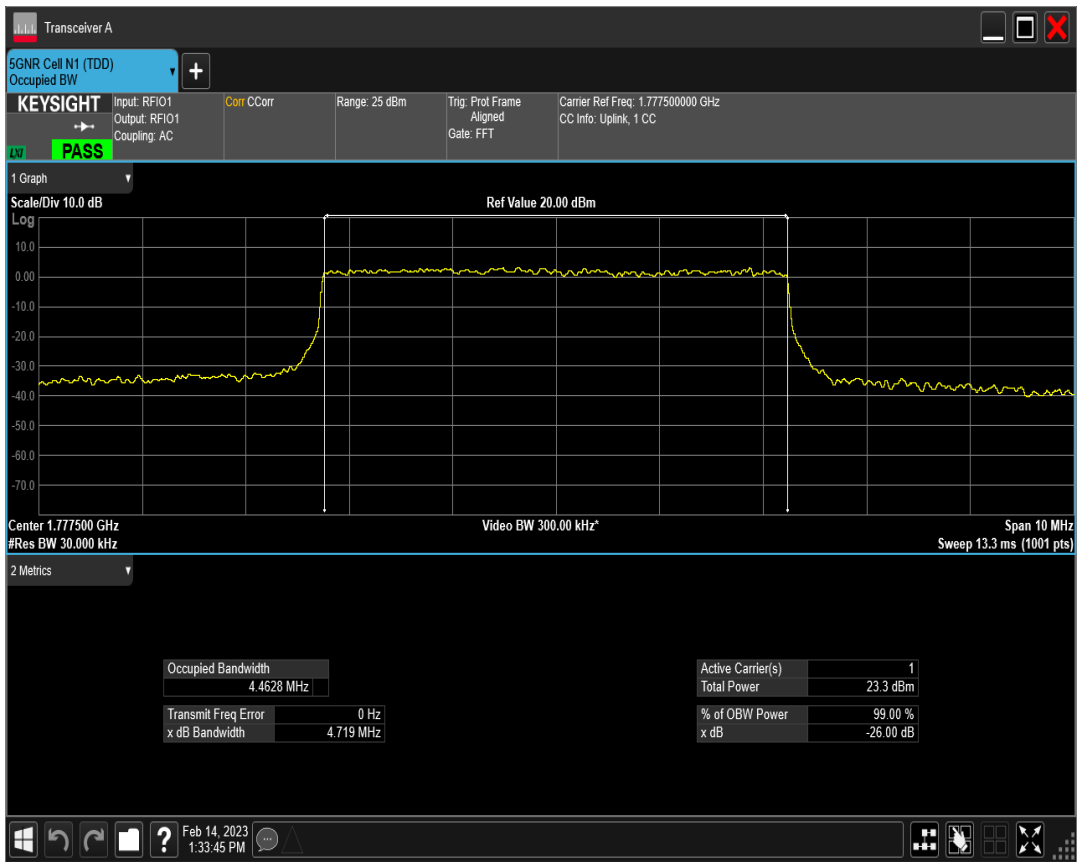 Transceiver A
5GNR Cell N1 (TDD)
Occupied BW
+
KEYSIGHT
LXI
PASS
Input: RFIO1
Output: RFIO1
Coupling: AC
Corr CCorr
Range: 25 dBm
Trig: Prot Frame
Aligned
Gate: FFT
Carrier Ref Freq: 1.777500000 GHz
CC Info: Uplink, 1 CC
1 Graph
Scale/Div 10.0 dB
Ref Value 20.00 dBm
Log
10.0
0.00
-10.0
-20.0
-30.0
-40.0
-50.0
-60.0
-70.0
Center 1.777500 GHz
Video BW 300.00 kHz*
Span 10 MHz
#Res BW 30.000 kHz
Sweep 13.3 ms (1001 pts)
2 Metrics
Occupied Bandwidth
4.4628 MHz
Transmit Freq Error 0 Hz
x dB Bandwidth 4.719 MHz
Active Carrier(s) 1
Total Power 23.3 dBm
% of OBW Power 99.00 %
x dB -26.00 dB
?
Feb 14, 2023
1:33:45 PM